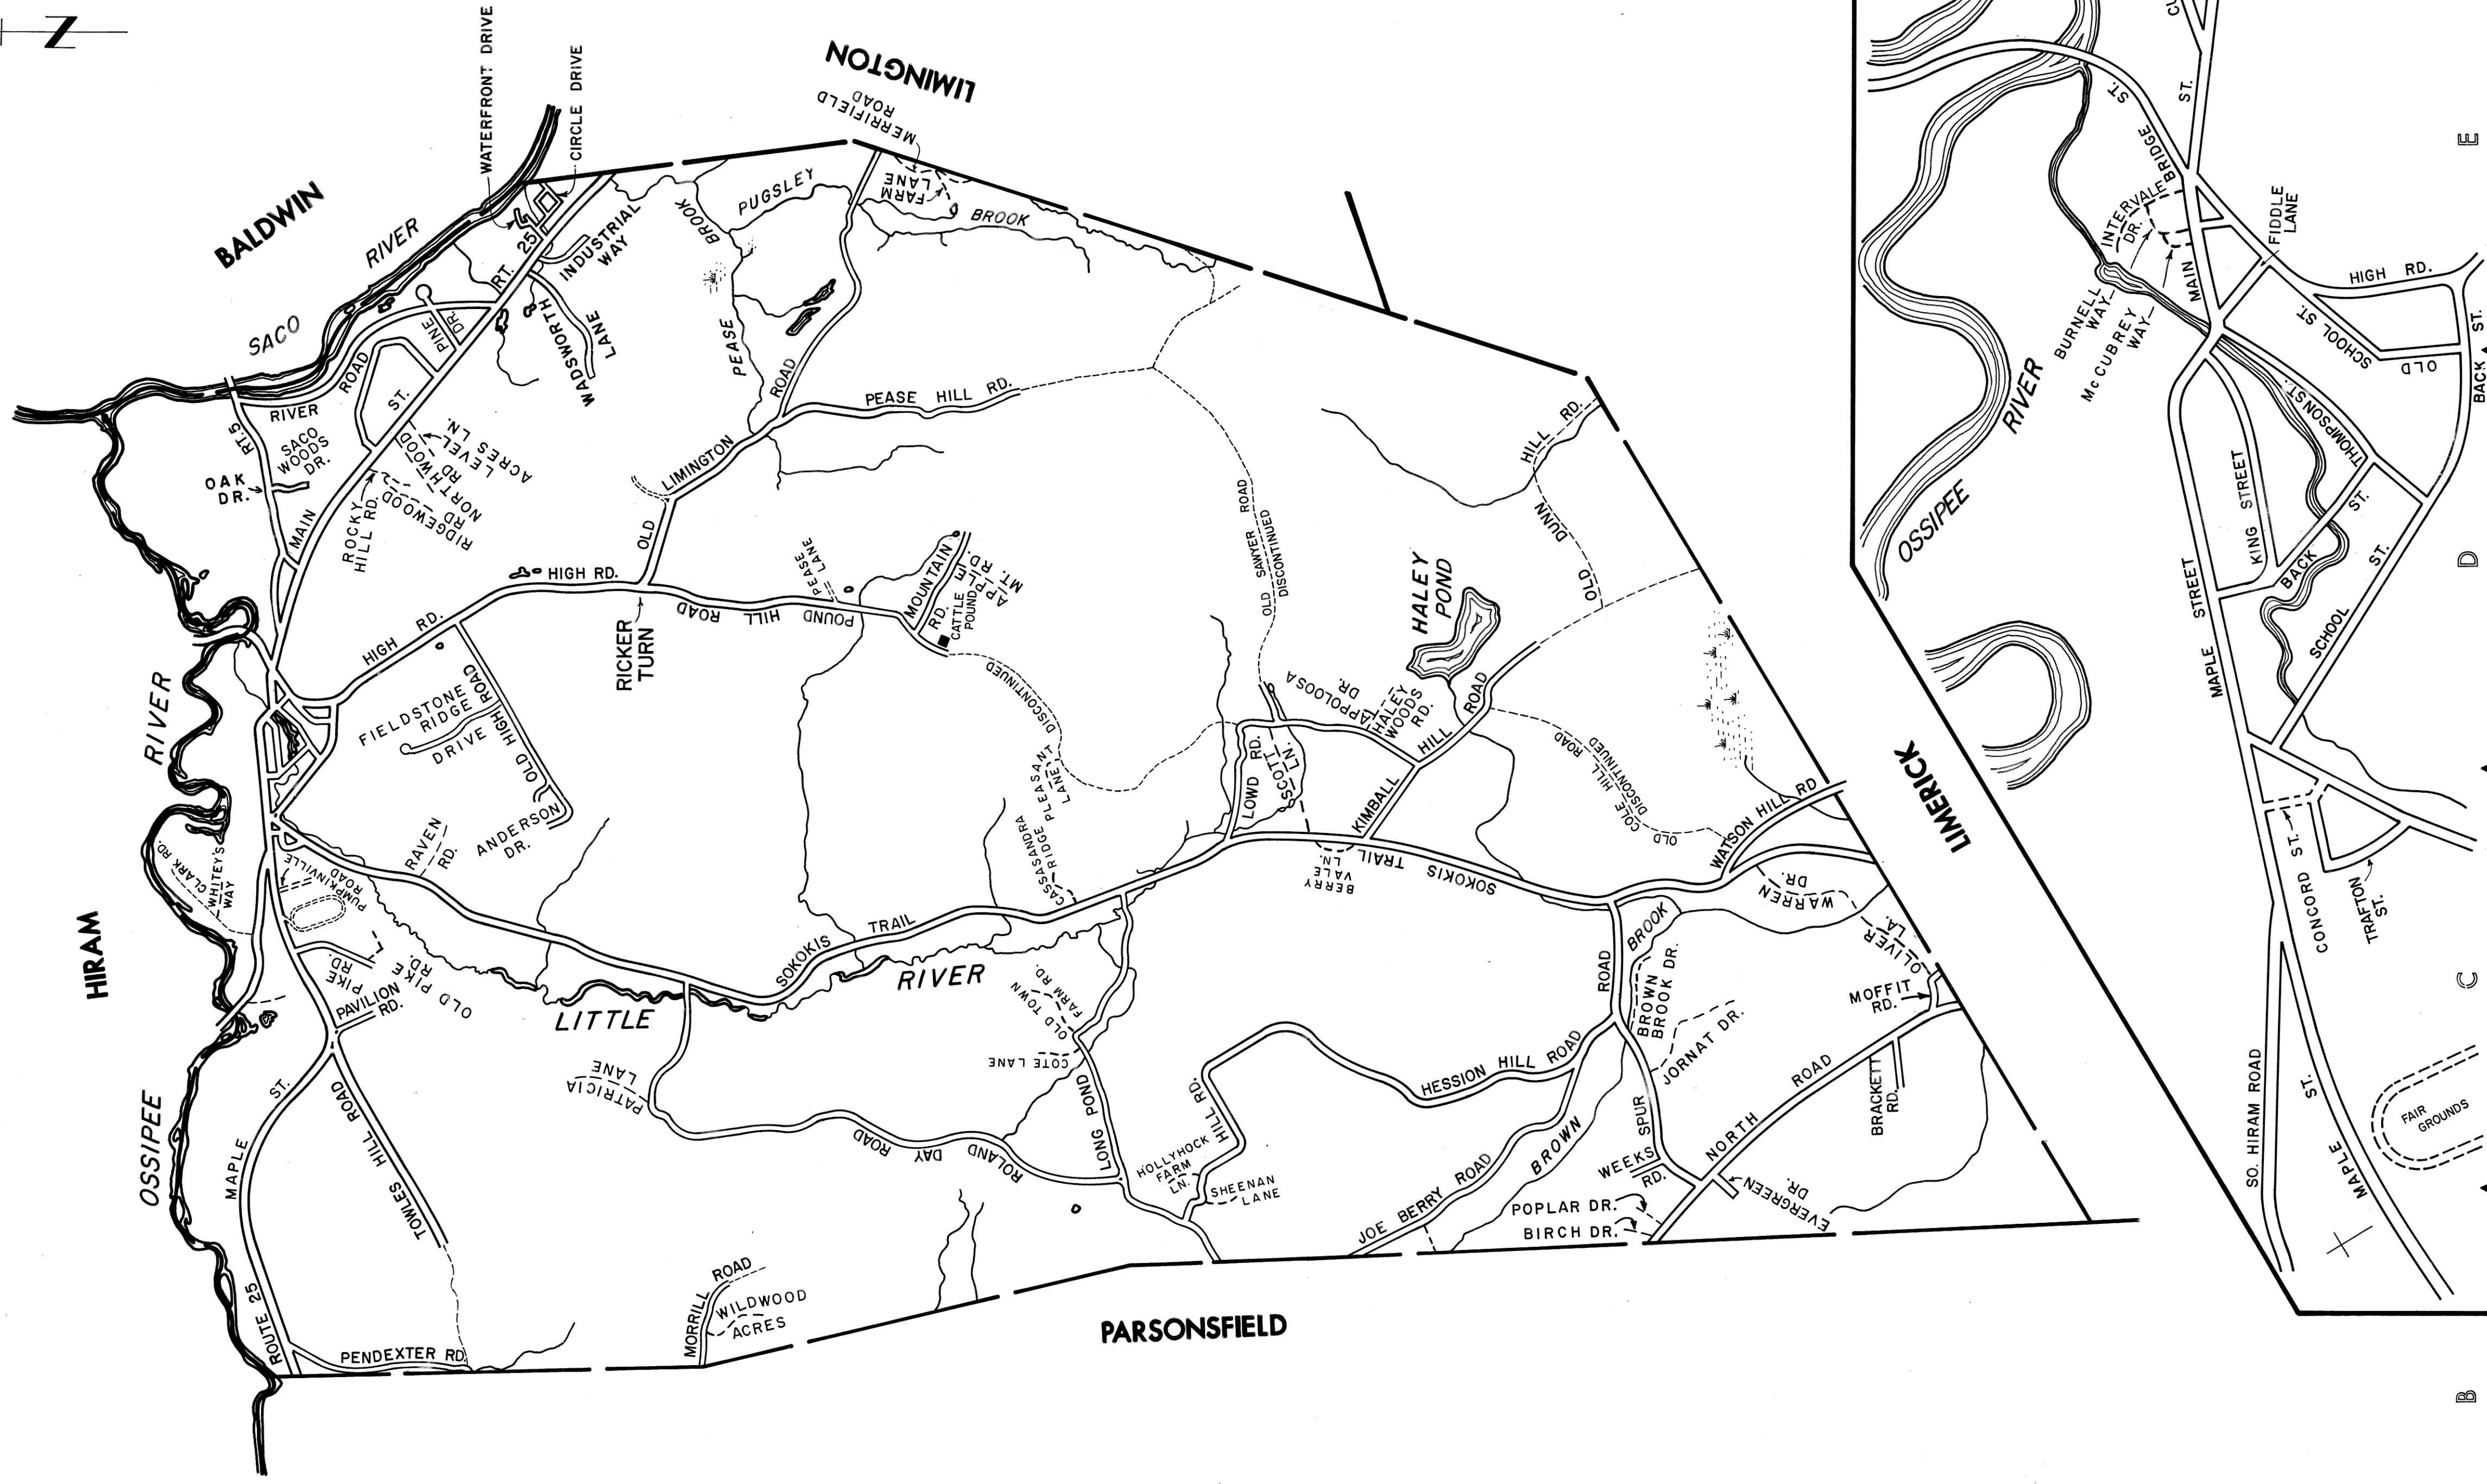 N
WATERFRONT DRIVE
CIRCLE DRIVE
LIMINGTON
MERRIFIELD
ROAD
FARM
LANE
BALDWIN
SACO
RIVER
PUGSLEY
BROOK
BROOK
PEASE
RT. 25
INDUSTRIAL
WAY
WADSWORTH
LANE
PINE
DR.
RIVER
ROAD
RT.5
SACO
WOODS
DR.
OAK
DR.
MAIN
ST.
LEVEL
ACRES LN.
NORTHWOOD
RD
RIDGEWOOD
RD
ROCKY
HILL RD.
OLD
LIMINGTON
ROAD
PEASE HILL RD.
HIGH RD.
HIGH RD.
RICKER
TURN
POUND HILL ROAD
PEASE
LANE
MOUNTAIN
RD.
APPLE
MT. RD.
CATTLE
POUND
DISCONTINUED
OLD SAWYER ROAD
DISCONTINUED
HILL RD.
DUNN
OLD
HALEY
POND
APPOLOOSA
DR.
HALEY
WOODS
RD.
KIMBALL
HILL
ROAD
LOWD RD.
SCOTT
LN.
OLD
COLE HILL ROAD
DISCONTINUED
WATSON HILL RD
FIELDSTONE
RIDGE
DRIVE
OLD HIGH ROAD
ANDERSON
DR.
RAVEN
RD.
HIRAM
OSSIPEE
RIVER
CLARK RD.
WHITEY'S
WAY
PUMPKINVILLE
ROAD
PIKE
RD.
OLD PIKE
RD.
PAVILION
RD.
MAPLE
ST.
ROUTE 25
TOWLES
HILL
ROAD
PENDEXTER RD.
MORRILL
ROAD
WILDWOOD
ACRES
PARSONSFIELD
LITTLE
RIVER
SOKOKIS
TRAIL
CASSASSANDRA
RIDGE
PLEASANT
LANE
DISCONTINUED
BERRY
VALE
LN.
SOKOKIS
TRAIL
PATRICIA
LANE
ROLAND
DAY
ROAD
OLD TOWN
FARM RD.
COTE LANE
LONG POND
HOLLYHOCK
FARM
LN.
SHEENAN
LANE
HILL RD.
HESSION HILL ROAD
JOE BERRY ROAD
BROWN
BROOK
ROAD
BROWN
BROOK DR.
JORNAT DR.
SPUR
WEEKS
RD.
POPLAR DR.
BIRCH DR.
EVERGREEN
DR.
NORTH
ROAD
BRACKETT
RD.
MOFFIT
RD.
OLIVER
LA.
WARREN
DR.
LIMERICK
OSSIPEE
RIVER
BRIDGE
ST.
ST.
INTERVALE
DR.
BURNELL
WAY
McCUBREY
WAY
MAIN
FIDDLE
LANE
HIGH RD.
SCHOOL ST.
OLD
BACK ST.
THOMPSON ST.
KING STREET
BACK
ST.
SCHOOL
ST.
MAPLE STREET
CONCORD ST.
TRAFTON
ST.
SO. HIRAM ROAD
MAPLE
ST.
FAIR
GROUNDS
E
D
C
B